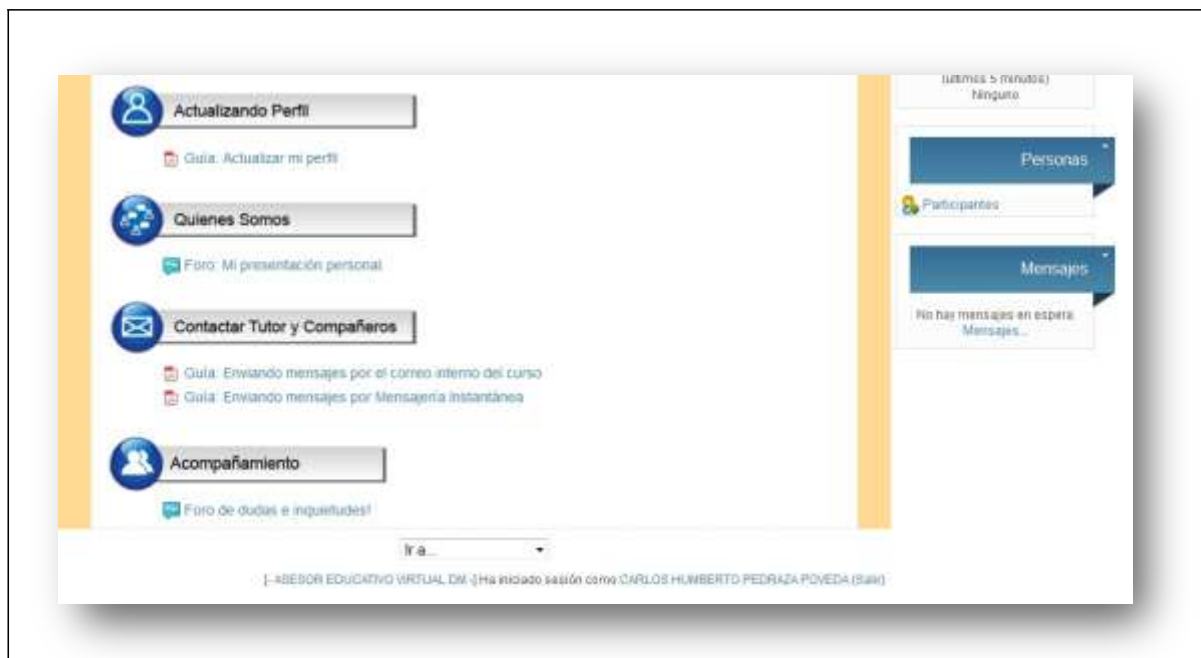 Actualizando Perfil
Guía: Actualizar mi perfil
Quienes Somos
Foro: Mi presentación personal
Contactar Tutor y Compañeros
Guía: Enviando mensajes por el correo interno del curso
Guía: Enviando mensajes por Mensajería Instantánea
Acompañamiento
Foro de dudas e inquietudes!
(últimos 5 minutos)
Ninguno
Personas
Participantes
Mensajes
No hay mensajes en espera
Mensajes...
Ir a...
[- ASESOR EDUCATIVO VIRTUAL DM -] Ha iniciado sesión como CARLOS HUMBERTO PEDRAZA POVEDA (Salir)